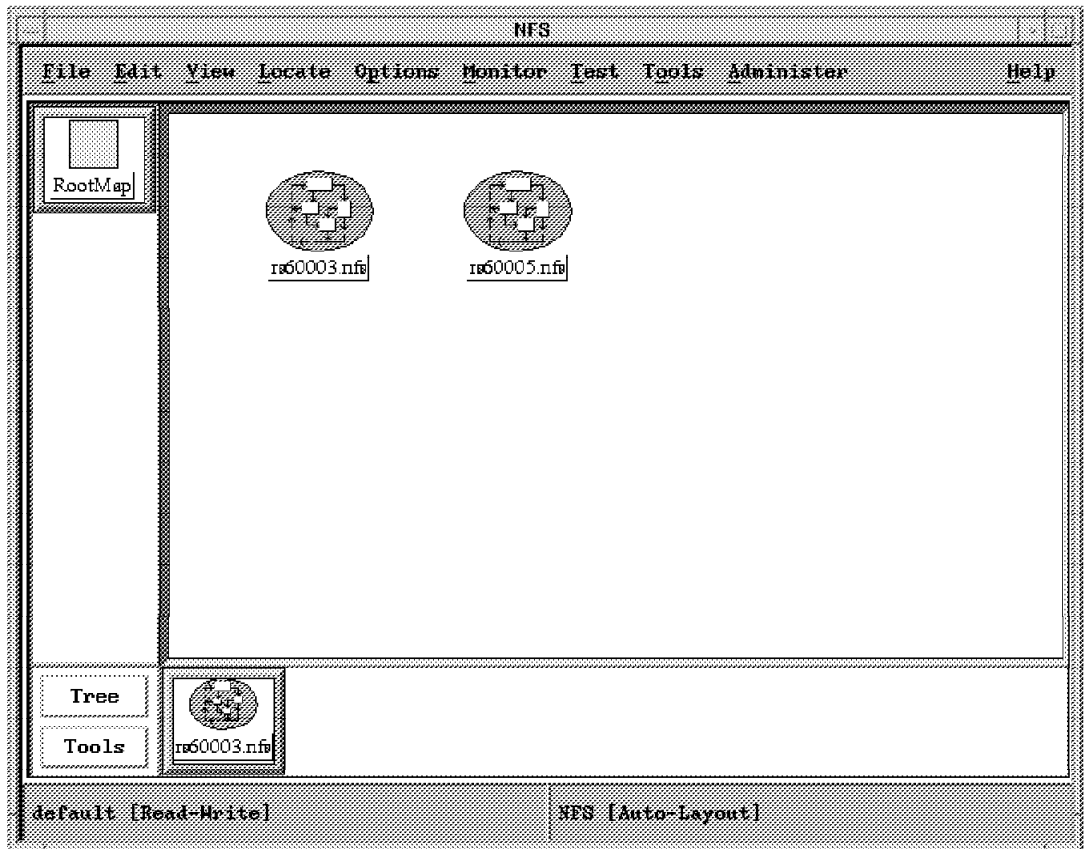 NFS
File Edit View Locate Options Monitor Test Tools Administer Help
RootMap
rs60003.nfs rs60005.nfs
Tree
Tools
rs60003.nfs
default [Read-Write] NFS [Auto-Layout]